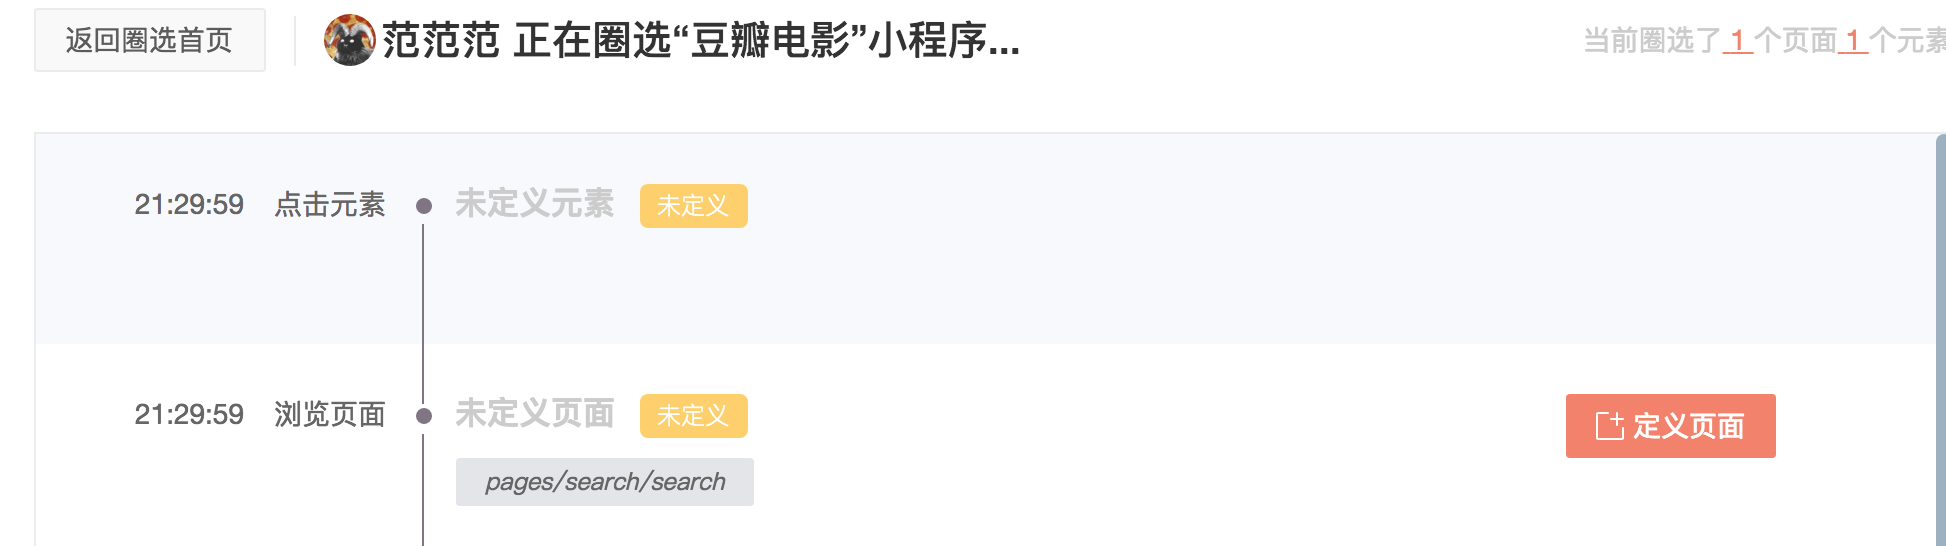 返回圈选首页
范范范 正在圈选“豆瓣电影”小程序...
当前圈选了 1 个页面 1 个元素
21:29:59 点击元素 未定义元素 未定义
21:29:59 浏览页面 未定义页面 未定义
定义页面
pages/search/search